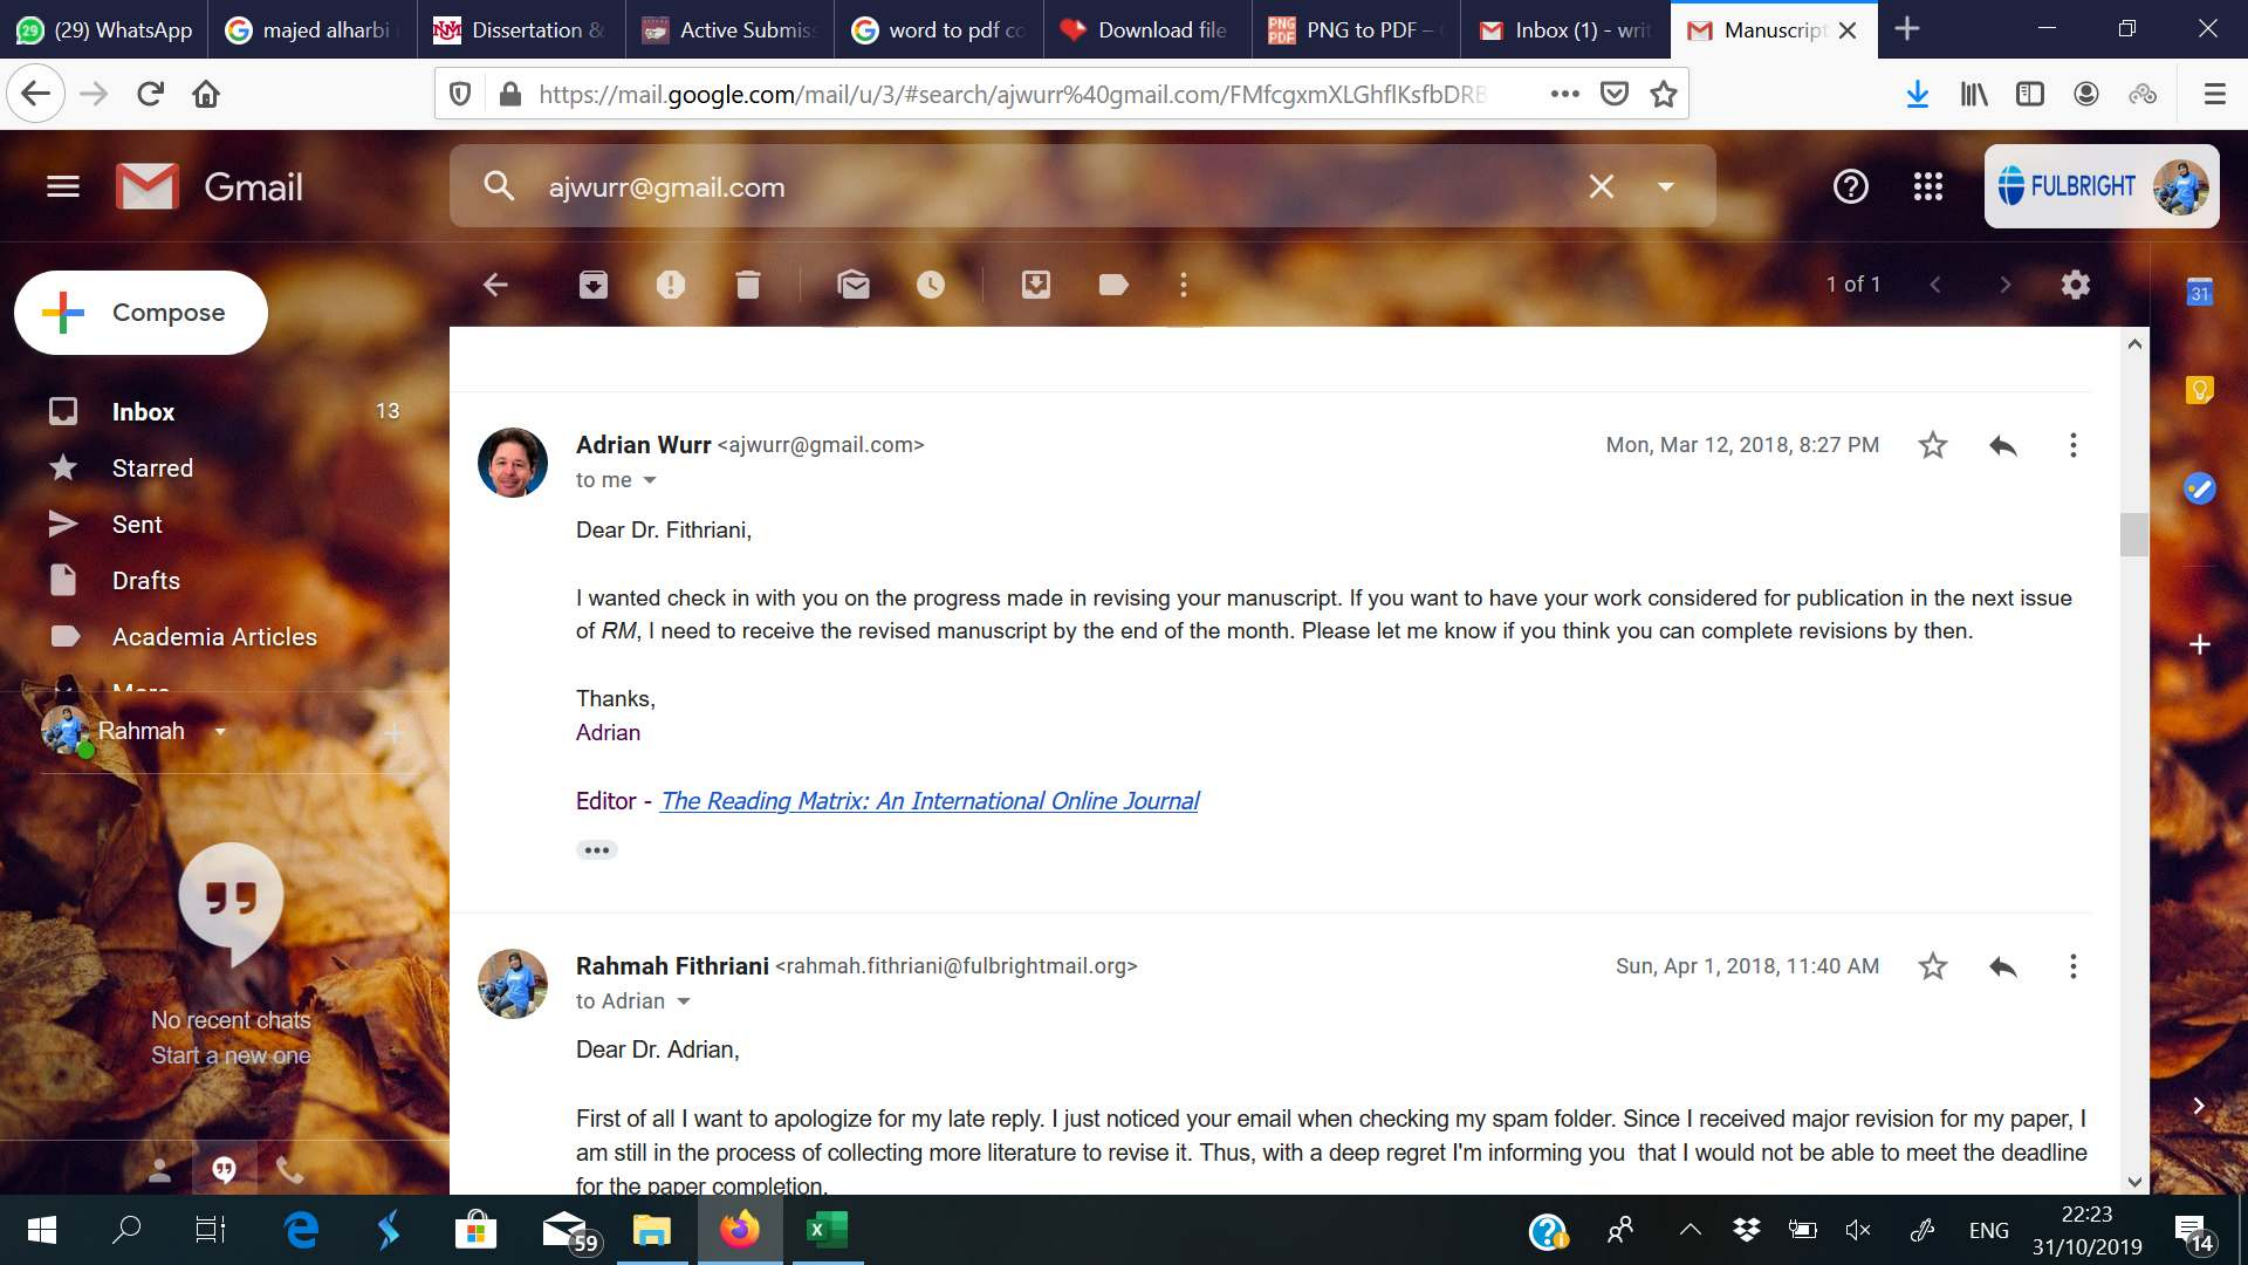 (29) WhatsApp
majed alharbi
Dissertation &
Active Submiss
word to pdf co
Download file
PNG to PDF –
Inbox (1) - writ
Manuscript
https://mail.google.com/mail/u/3/#search/ajwurr%40gmail.com/FMfcgxmXLGhflKsfbDRB
Gmail
ajwurr@gmail.com
FULBRIGHT
Compose
1 of 1
31
Inbox 13
Starred
Sent
Drafts
Academia Articles
More
Rahmah
No recent chats
Start a new one
Adrian Wurr <ajwurr@gmail.com>
Mon, Mar 12, 2018, 8:27 PM
to me
Dear Dr. Fithriani,
I wanted check in with you on the progress made in revising your manuscript. If you want to have your work considered for publication in the next issue
of RM, I need to receive the revised manuscript by the end of the month. Please let me know if you think you can complete revisions by then.
Thanks,
Adrian
Editor - The Reading Matrix: An International Online Journal
Rahmah Fithriani <rahmah.fithriani@fulbrightmail.org>
Sun, Apr 1, 2018, 11:40 AM
to Adrian
Dear Dr. Adrian,
First of all I want to apologize for my late reply. I just noticed your email when checking my spam folder. Since I received major revision for my paper, I
am still in the process of collecting more literature to revise it. Thus, with a deep regret I'm informing you  that I would not be able to meet the deadline
for the paper completion.
59
ENG
22:23
31/10/2019
14